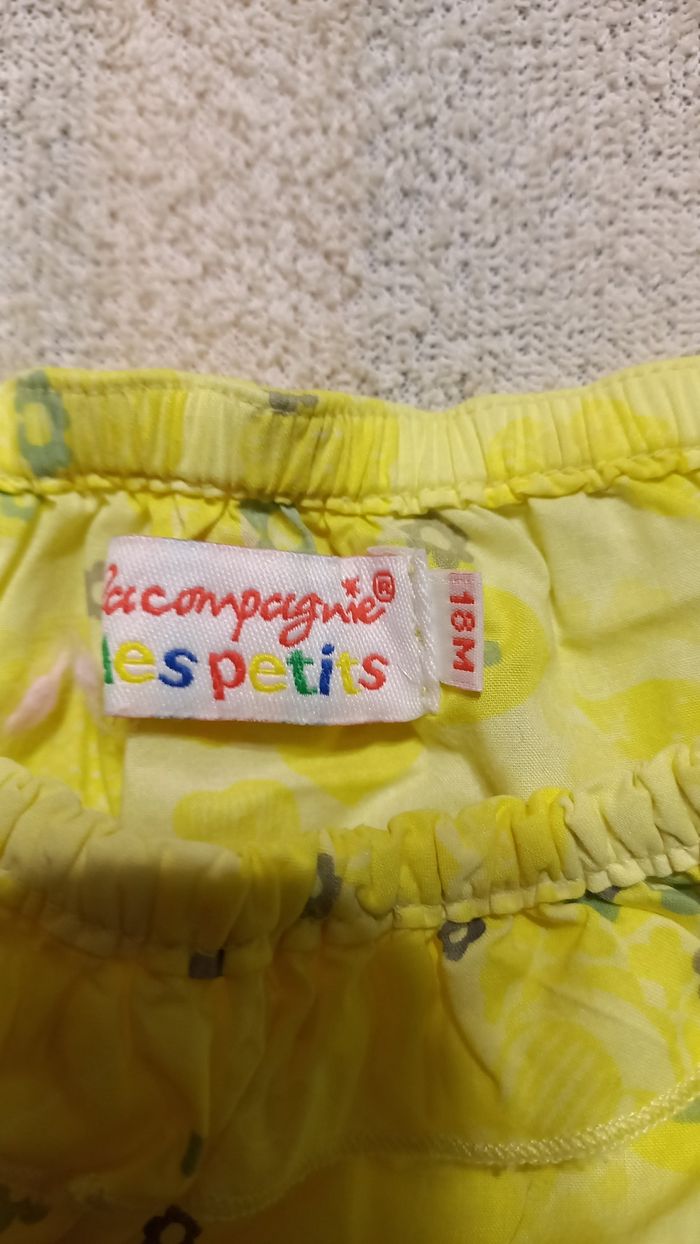 Lacompagnie®
des petits
18M